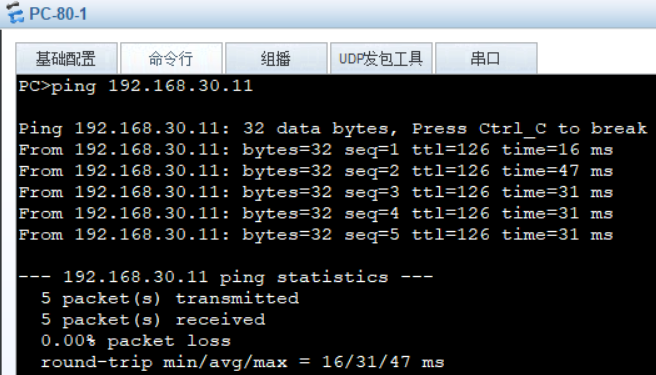 PC-80-1
基础配置 命令行 组播 UDP发包工具 串口
PC>ping 192.168.30.11
Ping 192.168.30.11: 32 data bytes, Press Ctrl_C to break
From 192.168.30.11: bytes=32 seq=1 ttl=126 time=16 ms
From 192.168.30.11: bytes=32 seq=2 ttl=126 time=47 ms
From 192.168.30.11: bytes=32 seq=3 ttl=126 time=31 ms
From 192.168.30.11: bytes=32 seq=4 ttl=126 time=31 ms
From 192.168.30.11: bytes=32 seq=5 ttl=126 time=31 ms
--- 192.168.30.11 ping statistics ---
5 packet(s) transmitted
5 packet(s) received
0.00% packet loss
round-trip min/avg/max = 16/31/47 ms